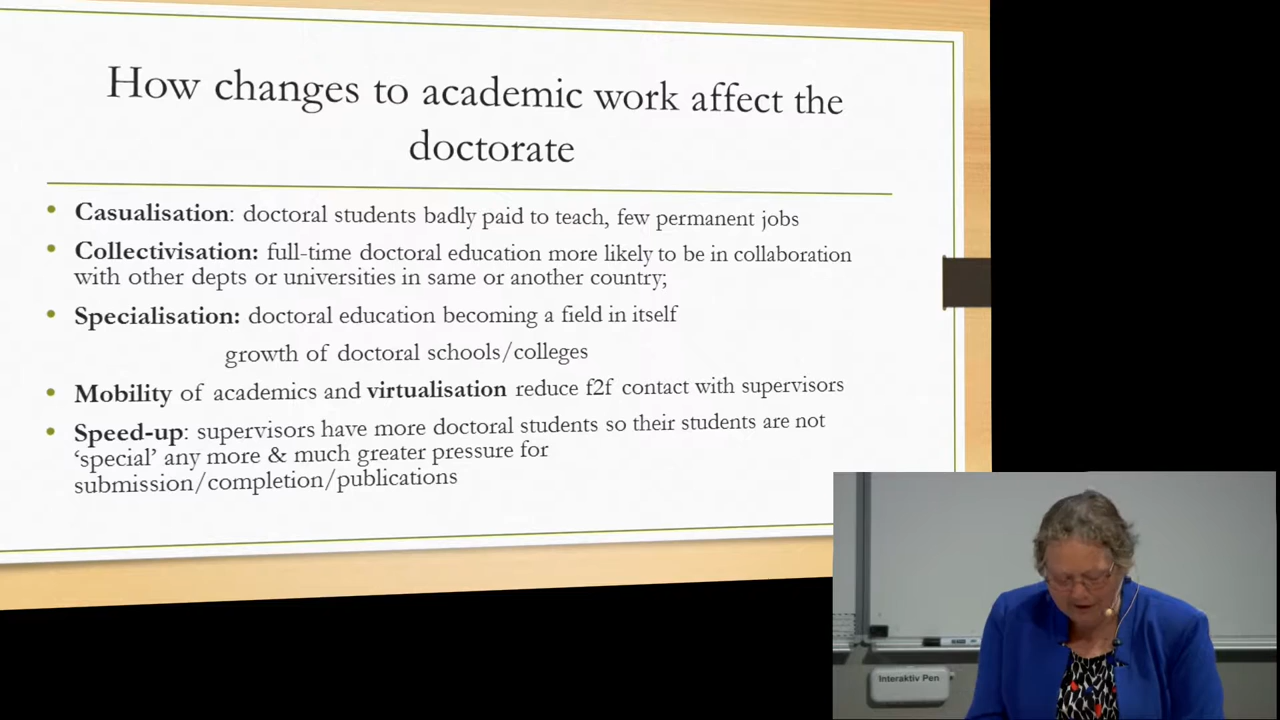 How changes to academic work affect the
doctorate
• Casualisation: doctoral students badly paid to teach, few permanent jobs
• Collectivisation: full-time doctoral education more likely to be in collaboration
with other depts or universities in same or another country;
• Specialisation: doctoral education becoming a field in itself
growth of doctoral schools/colleges
• Mobility of academics and virtualisation reduce f2f contact with supervisors
• Speed-up: supervisors have more doctoral students so their students are not
‘special’ any more & much greater pressure for
submission/completion/publications
Interaktiv Pen